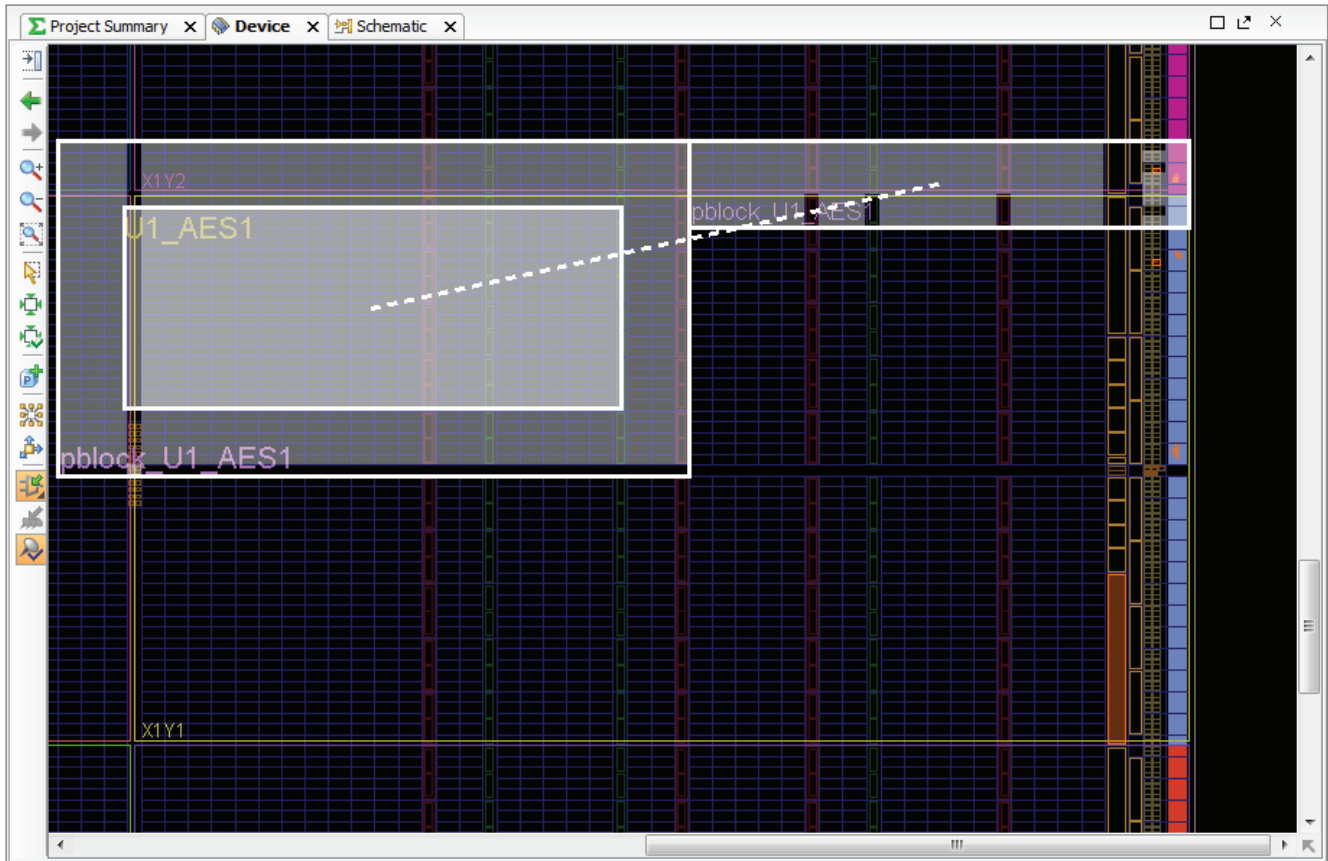 Project Summary
Device
Schematic
X1Y2
U1_AES1
pblock_U1_AES1
pblock_U1_AES1
X1Y1